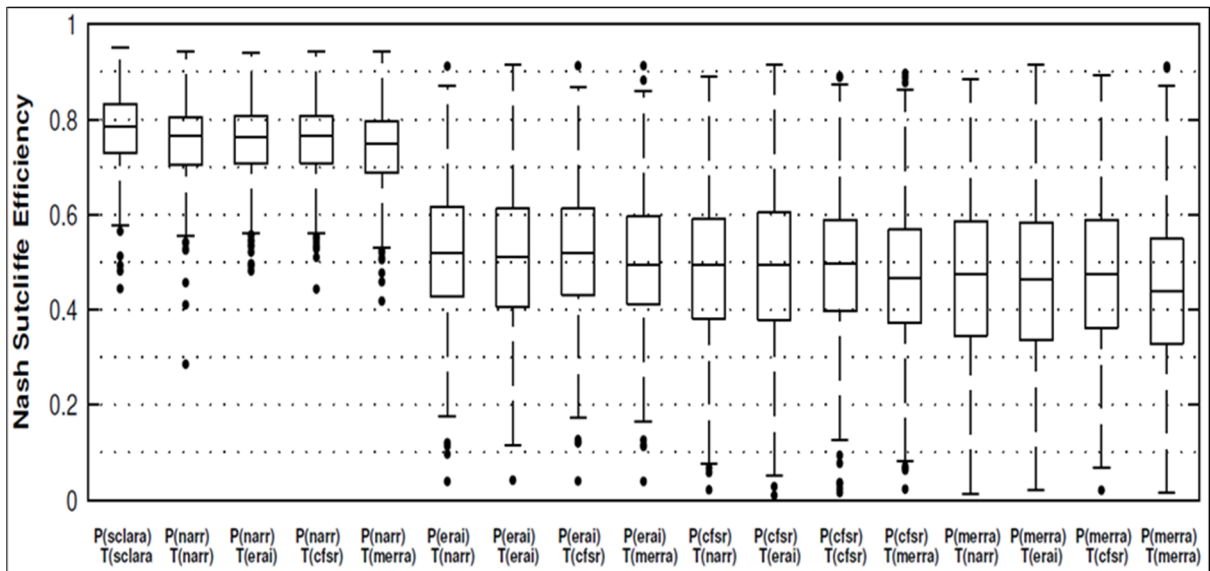 Nash Sutcliffe Efficiency
1
0.8
0.6
0.4
0.2
0
P(sclara) P(narr) P(narr) P(narr) P(narr) P(erai) P(erai) P(erai) P(erai) P(cfsr) P(cfsr) P(cfsr) P(cfsr) P(merra) P(merra) P(merra) P(merra)
T(sclara T(narr) T(erai) T(cfsr) T(merra) T(narr) T(erai) T(cfsr) T(merra) T(narr) T(erai) T(cfsr) T(merra) T(narr) T(erai) T(cfsr) T(merra)